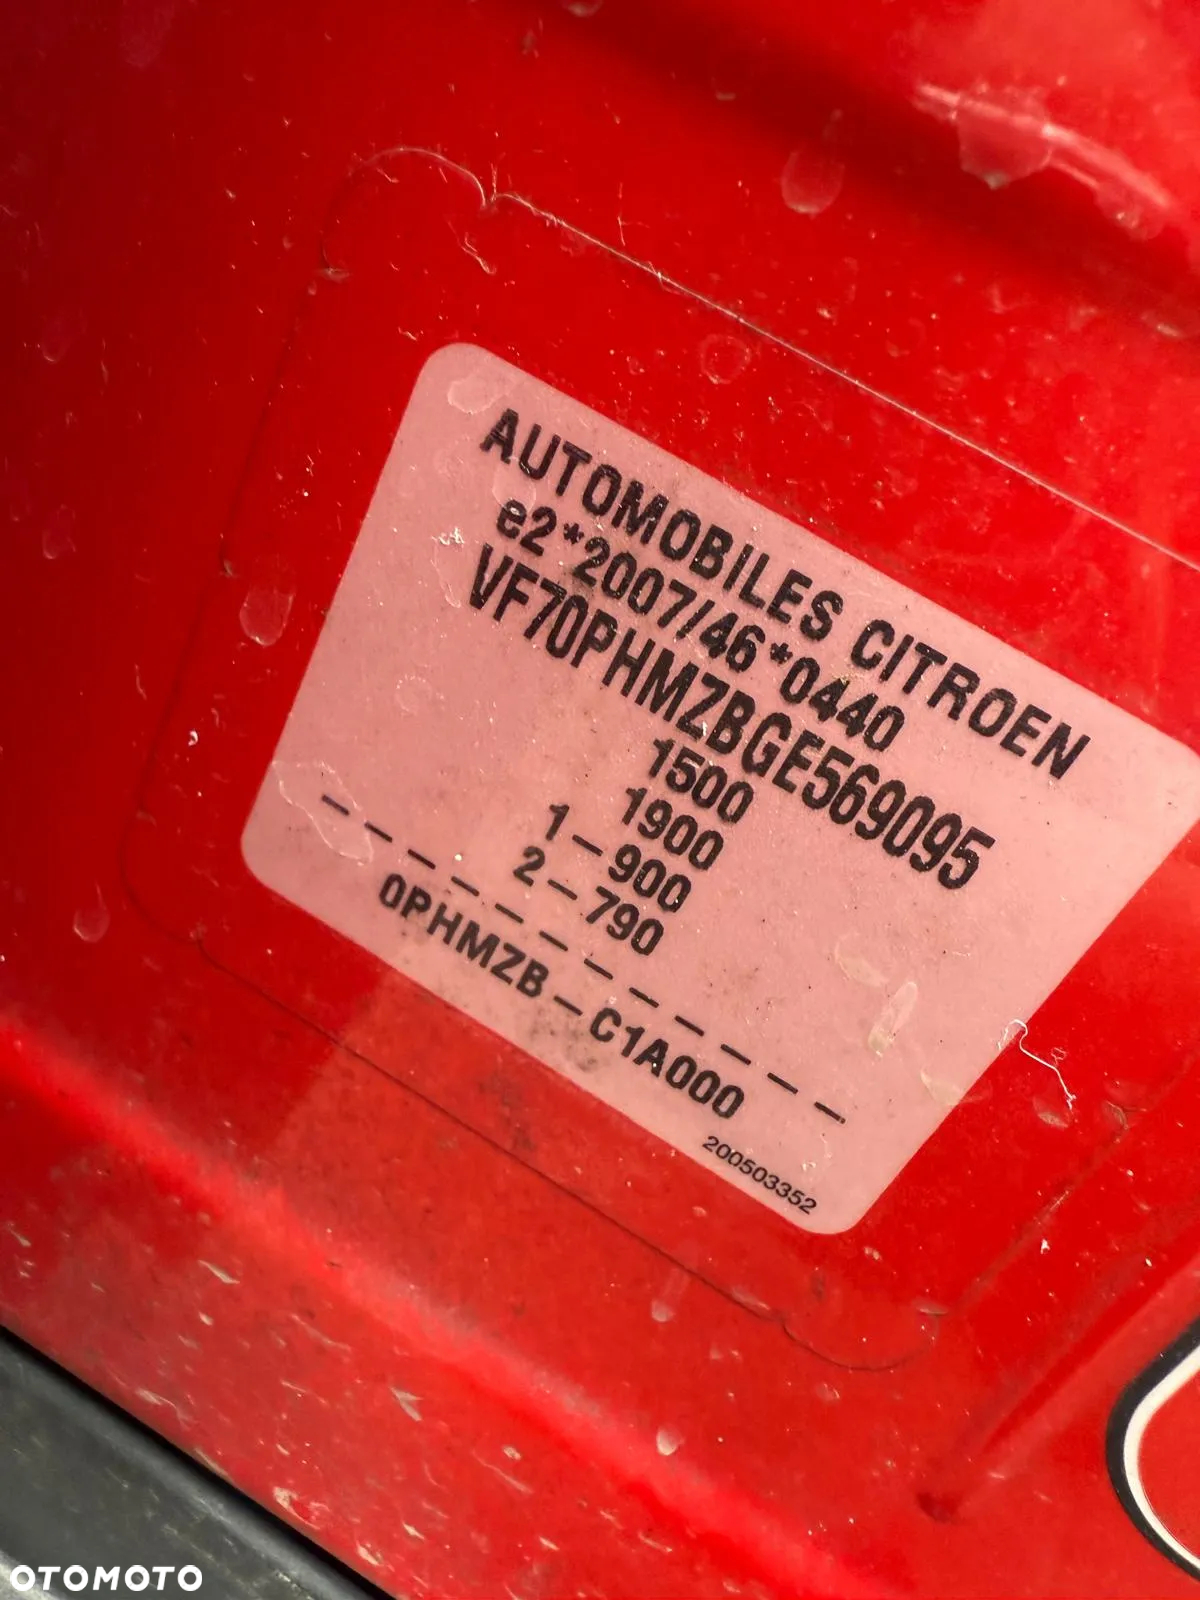 AUTOMOBILES CITROEN
e2*2007/46*0440
VF70PHMZBGE569095
1500
1900
1-900
2-790
- - - - - - - - - - - -
0PHMZB-C1A000
200503352
OTOMOTO